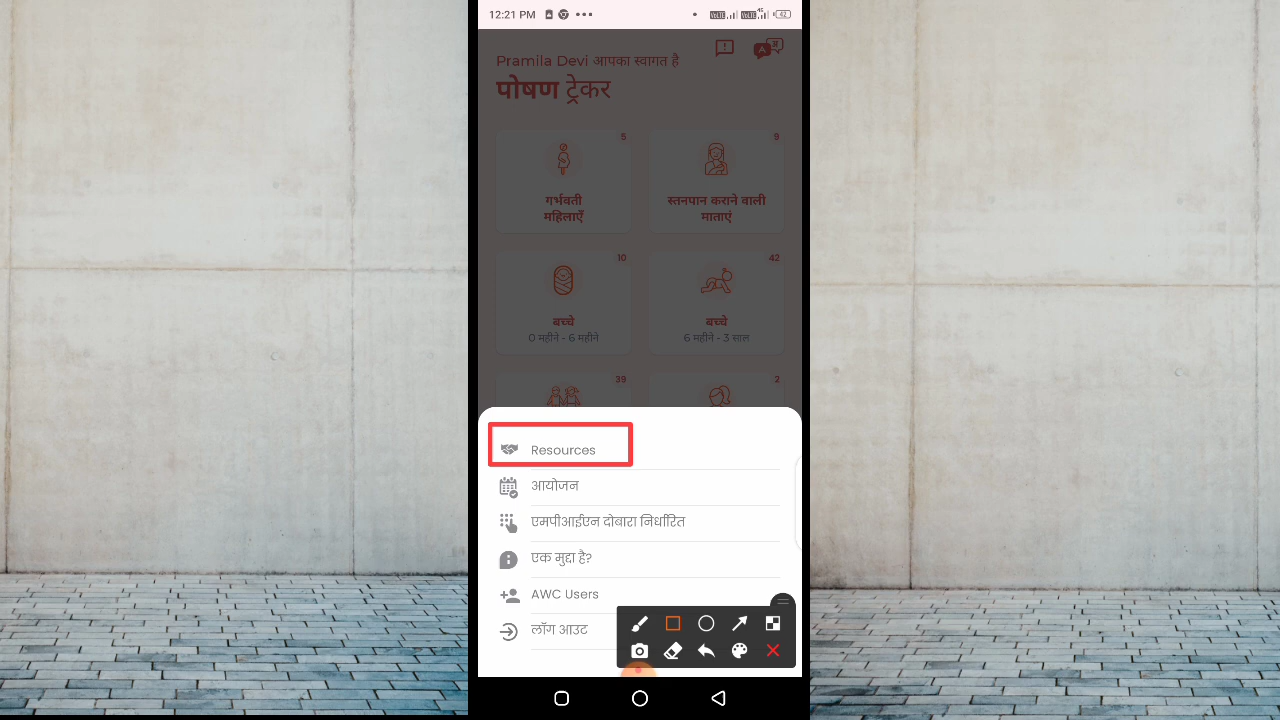 12:21 PM
42
Pramila Devi आपका स्वागत है
पोषण ट्रेकर
5
गर्भवती
महिलाएँ
9
स्तनपान कराने वाली
माताएं
10
बच्चे
0 महीने - 6 महीने
42
बच्चे
6 महीने - 3 साल
39
2
Resources
आयोजन
एमपीआईएन दोबारा निर्धारित
एक मुद्दा है?
AWC Users
लॉग आउट